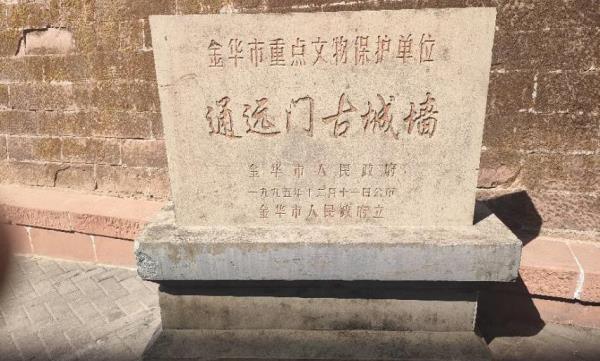 金华市重点文物保护单位
通远门古城墙
金华市人民政府
一九九五年十二月十一日公布
金华市人民政府立